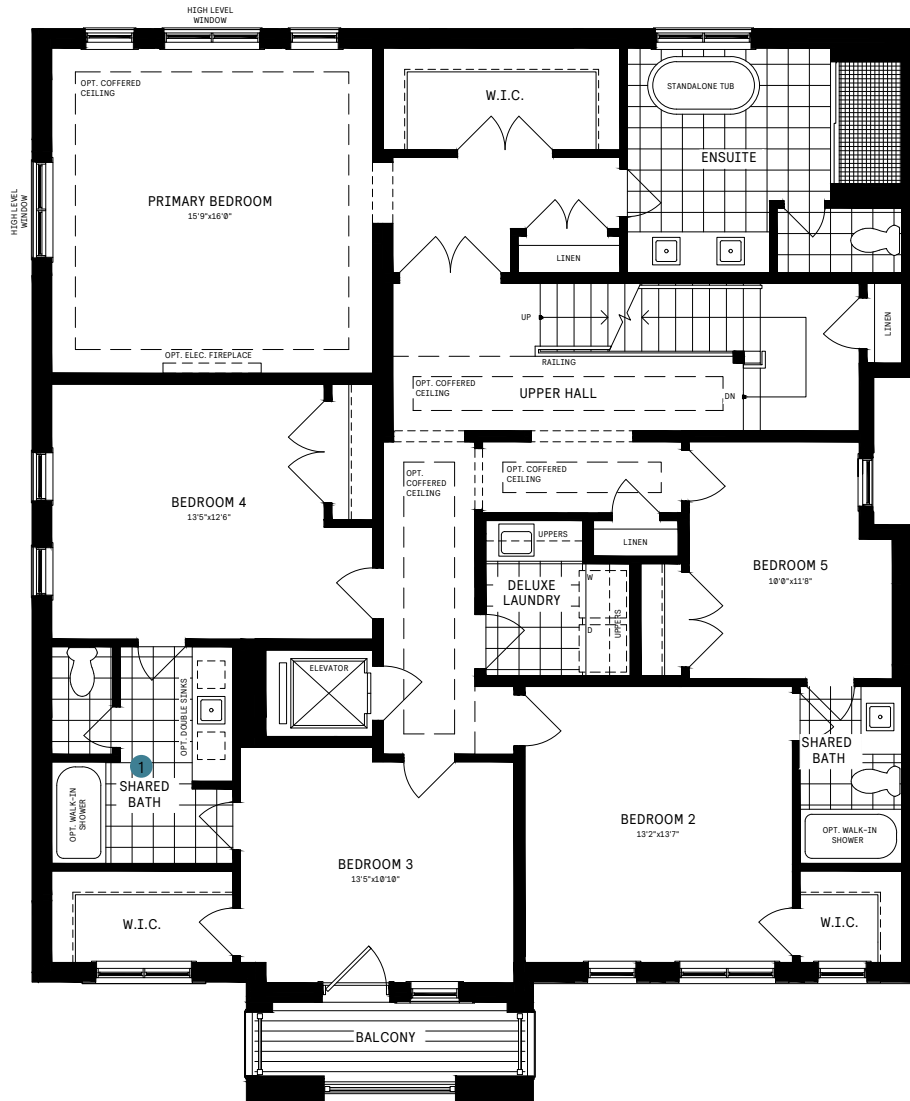 HIGH LEVEL
WINDOW
OPT. COFFERED
CEILING
W.I.C.
STANDALONE TUB
ENSUITE
PRIMARY BEDROOM
15'9"x16'0"
HIGH LEVEL
WINDOW
LINEN
UP
LINEN
OPT. ELEC. FIREPLACE
RAILING
OPT. COFFERED
CEILING
UPPER HALL
DN
OPT.
COFFERED
CEILING
OPT. COFFERED
CEILING
BEDROOM 4
13'5"x12'6"
UPPERS
LINEN
BEDROOM 5
10'0"x11'8"
DELUXE
LAUNDRY
W
D
UPPERS
ELEVATOR
OPT. DOUBLE SINKS
1
SHARED
BATH
OPT. WALK-IN
SHOWER
SHARED
BATH
BEDROOM 2
13'2"x13'7"
OPT. WALK-IN
SHOWER
BEDROOM 3
13'5"x10'10"
W.I.C.
W.I.C.
BALCONY